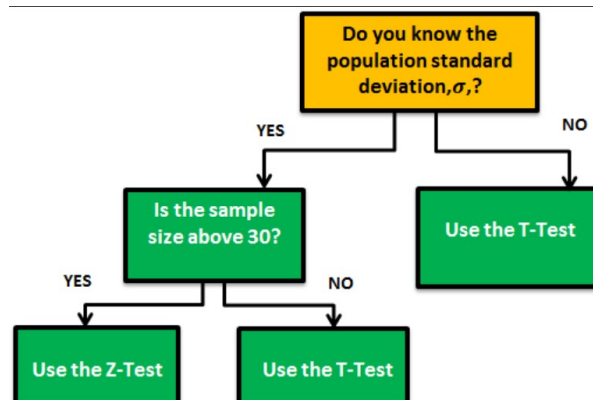 Do you know the
population standard
deviation,σ,?
YES
NO
Is the sample
size above 30?
Use the T-Test
YES
NO
Use the Z-Test
Use the T-Test